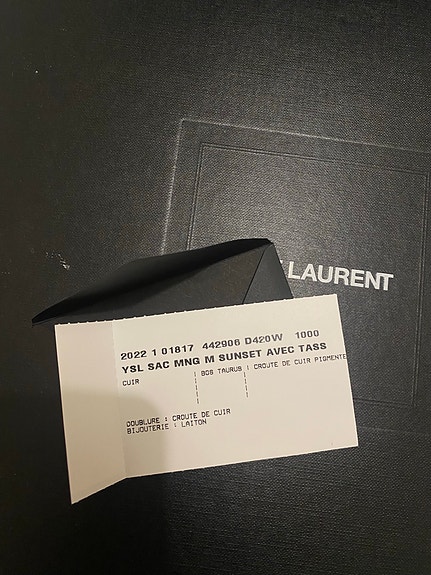 LAURENT
2022 1 01817 442906 D420W 1000
YSL SAC MNG M SUNSET AVEC TASS
CUIR | BOS TAURUS | CROUTE DE CUIR PIGMENTE
DOUBLURE : CROUTE DE CUIR
BIJOUTERIE : LAITON